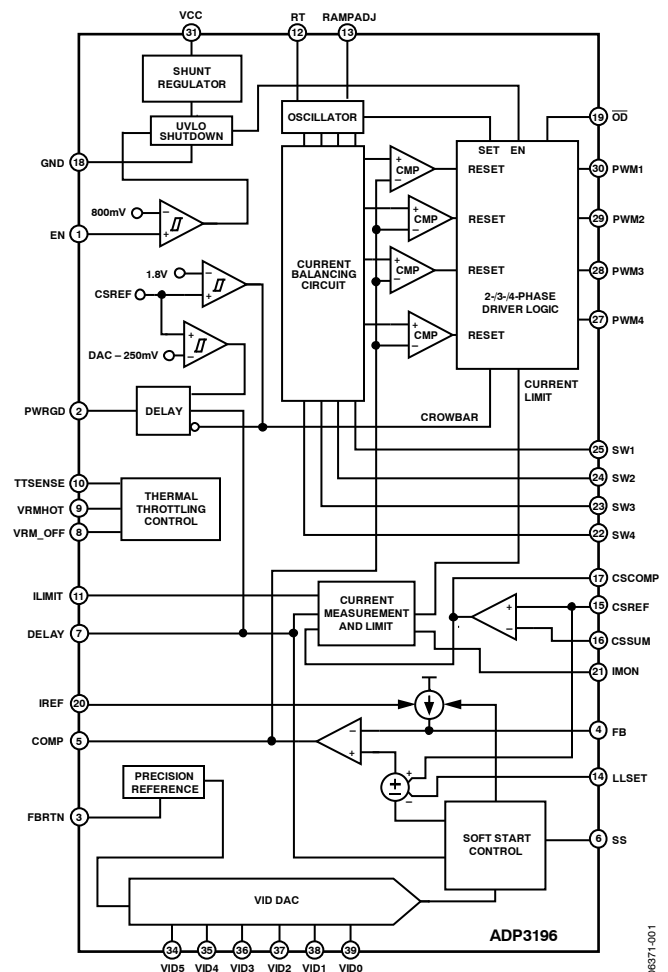 VCC
31
RT
12
RAMPADJ
13
SHUNT
REGULATOR
OSCILLATOR
19
OD
UVLO
SHUTDOWN
SET EN
GND
18
+
–
CMP
RESET
30
PWM1
800mV
–
+
EN
1
+
–
CMP
RESET
29
PWM2
CURRENT
BALANCING
CIRCUIT
1.8V
–
+
CSREF
+
–
CMP
RESET
28
PWM3
2-/3-/4-PHASE
DRIVER LOGIC
27
PWM4
+
–
CMP
RESET
DAC – 250mV
+
–
CURRENT
LIMIT
PWRGD
2
DELAY
CROWBAR
25
SW1
24
SW2
23
SW3
22
SW4
TTSENSE
10
VRMHOT
9
VRM_OFF
8
THERMAL
THROTTLING
CONTROL
17
CSCOMP
ILIMIT
11
CURRENT
MEASUREMENT
AND LIMIT
+
–
15
CSREF
DELAY
7
16
CSSUM
21
IMON
IREF
20
COMP
5
–
+
4
FB
+
–
+
–
14
LLSET
PRECISION
REFERENCE
FBRTN
3
SOFT START
CONTROL
6
SS
VID DAC
ADP3196
34
35
36
37
38
39
VID5
VID4
VID3
VID2
VID1
VID0
06371-001